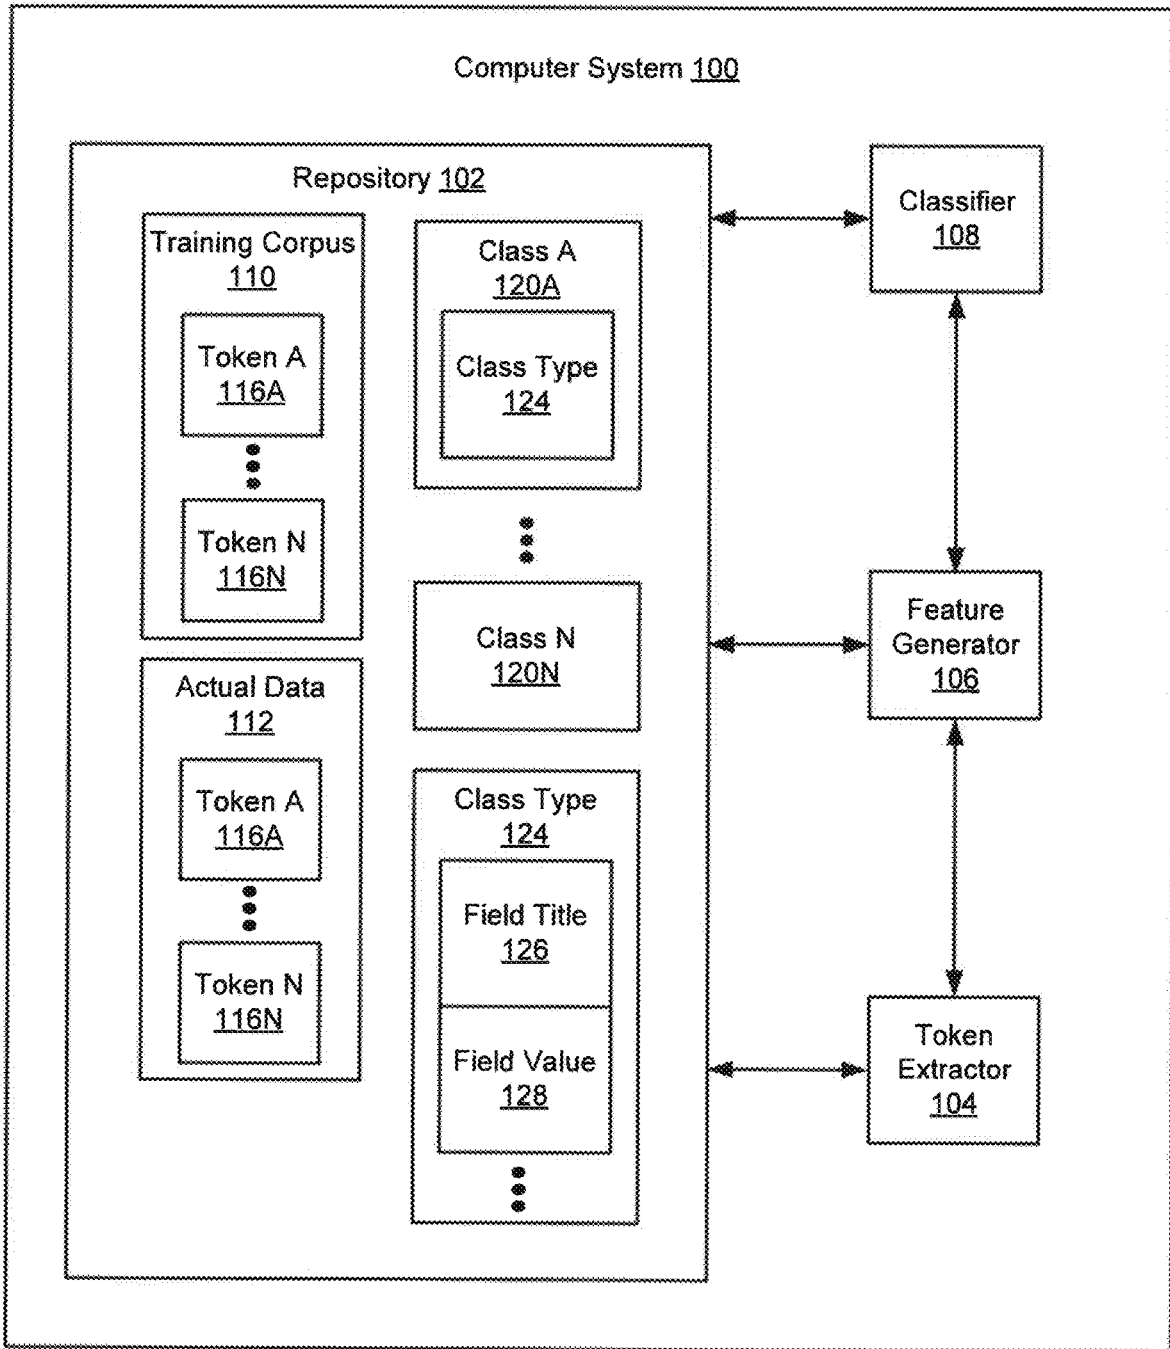 Computer System 100
Repository 102
Training Corpus
110
Token A
116A
Token N
116N
Actual Data
112
Token A
116A
Token N
116N
Class A
120A
Class Type
124
Class N
120N
Class Type
124
Field Title
126
Field Value
128
Classifier
108
Feature
Generator
106
Token
Extractor
104